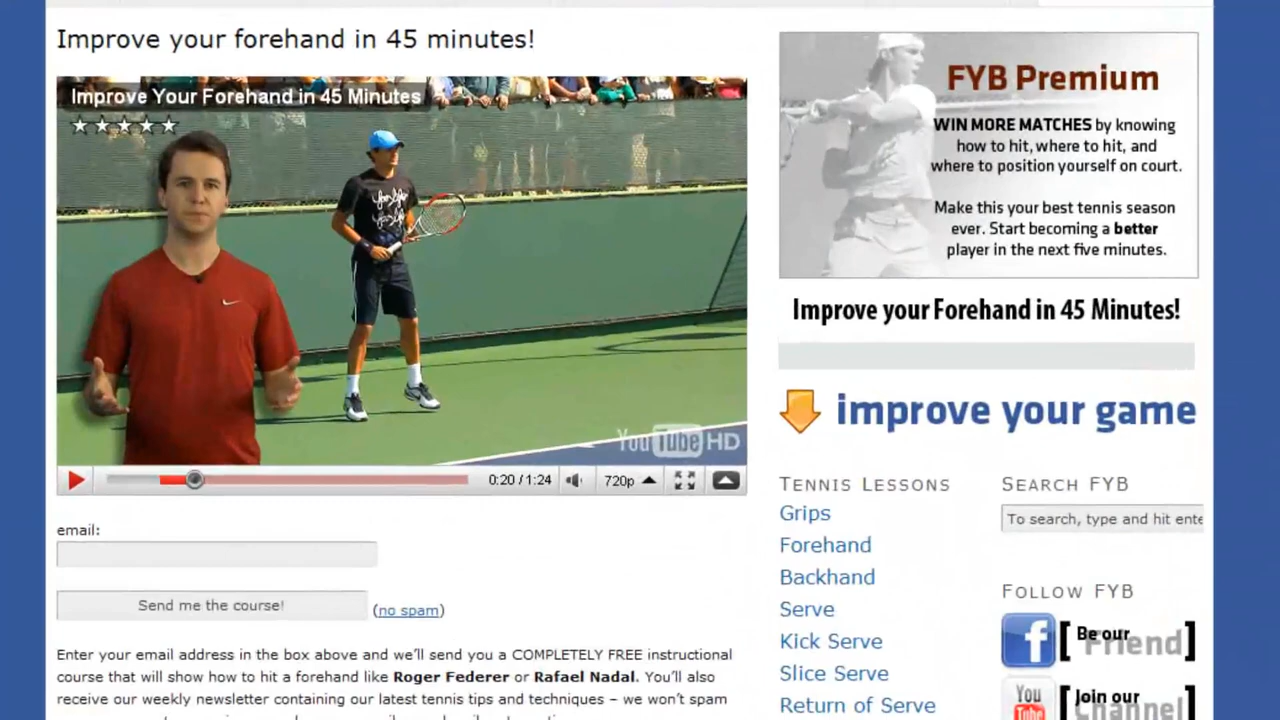 Improve your forehand in 45 minutes!
Improve Your Forehand in 45 Minutes
YouTube HD
0:20 / 1:24
720p
email:
Send me the course!
(no spam)
Enter your email address in the box above and we'll send you a COMPLETELY FREE instructional
course that will show how to hit a forehand like Roger Federer or Rafael Nadal. You'll also
receive our weekly newsletter containing our latest tennis tips and techniques – we won't spam
FYB Premium
WIN MORE MATCHES by knowing
how to hit, where to hit, and
where to position yourself on court.
Make this your best tennis season
ever. Start becoming a better
player in the next five minutes.
Improve your Forehand in 45 Minutes!
improve your game
TENNIS LESSONS
Grips
Forehand
Backhand
Serve
Kick Serve
Slice Serve
Return of Serve
SEARCH FYB
To search, type and hit ente
FOLLOW FYB
f
[Be our Friend]
You Tube
[Join our Channel]